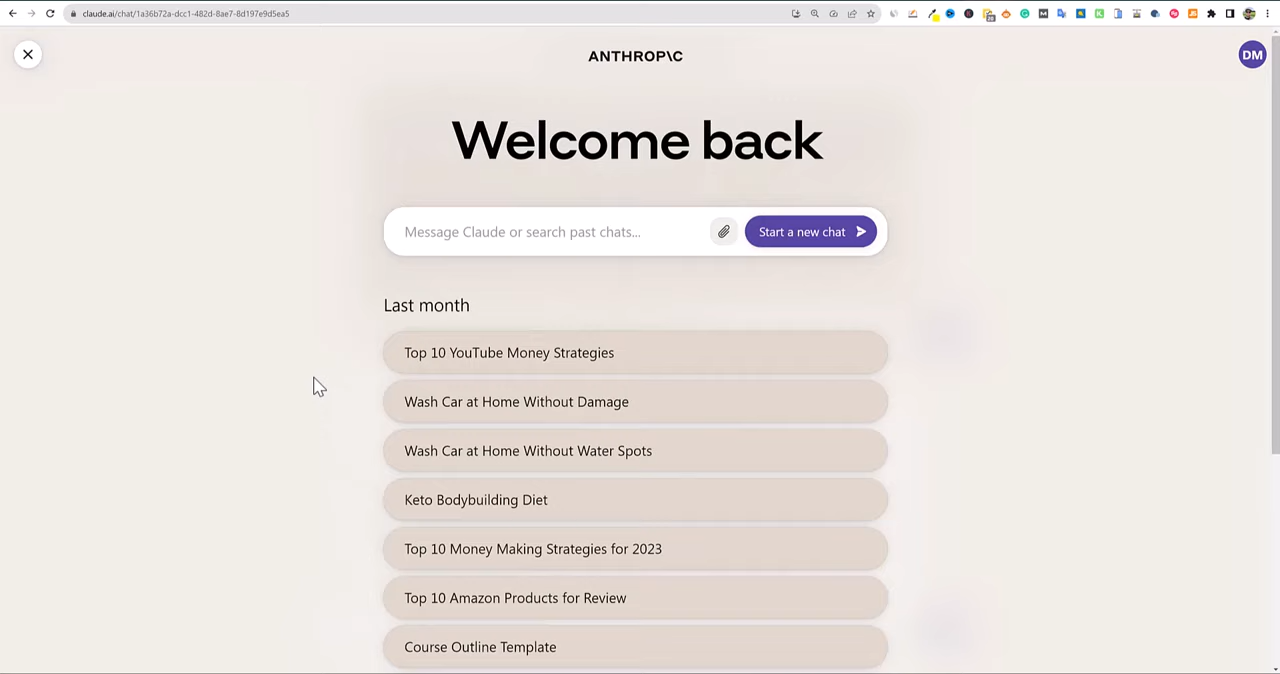 claude.ai/chat/1a36b72a-dcc1-482d-8ae7-8d197e9d5ea5
ANTHROP\C
DM
Welcome back
Message Claude or search past chats...
Start a new chat
Last month
Top 10 YouTube Money Strategies
Wash Car at Home Without Damage
Wash Car at Home Without Water Spots
Keto Bodybuilding Diet
Top 10 Money Making Strategies for 2023
Top 10 Amazon Products for Review
Course Outline Template